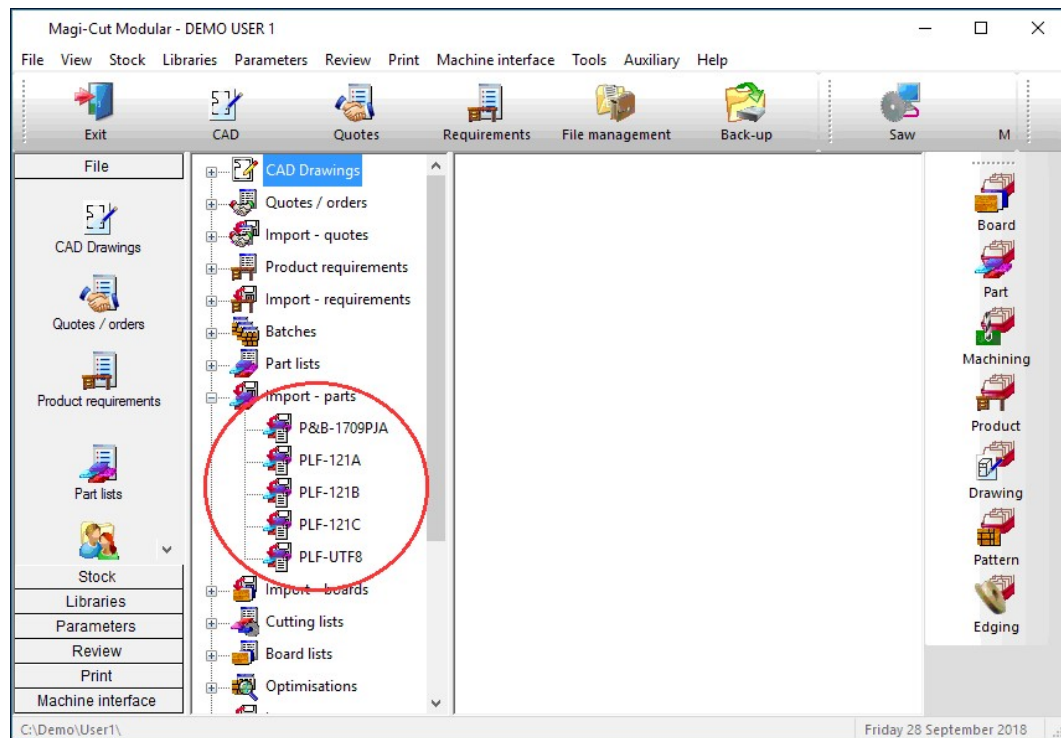 Magi-Cut Modular - DEMO USER 1
File View Stock Libraries Parameters Review Print Machine interface Tools Auxiliary Help
Exit CAD Quotes Requirements File management Back-up Saw M
File
CAD Drawings
Quotes / orders
Product requirements
Part lists
Stock
Libraries
Parameters
Review
Print
Machine interface
CAD Drawings
Quotes / orders
Import - quotes
Product requirements
Import - requirements
Batches
Part lists
Import - parts
P&B-1709PJA
PLF-121A
PLF-121B
PLF-121C
PLF-UTF8
Import - boards
Cutting lists
Board lists
Optimisations
Board
Part
Machining
Product
Drawing
Pattern
Edging
C:\Demo\User1\ Friday 28 September 2018